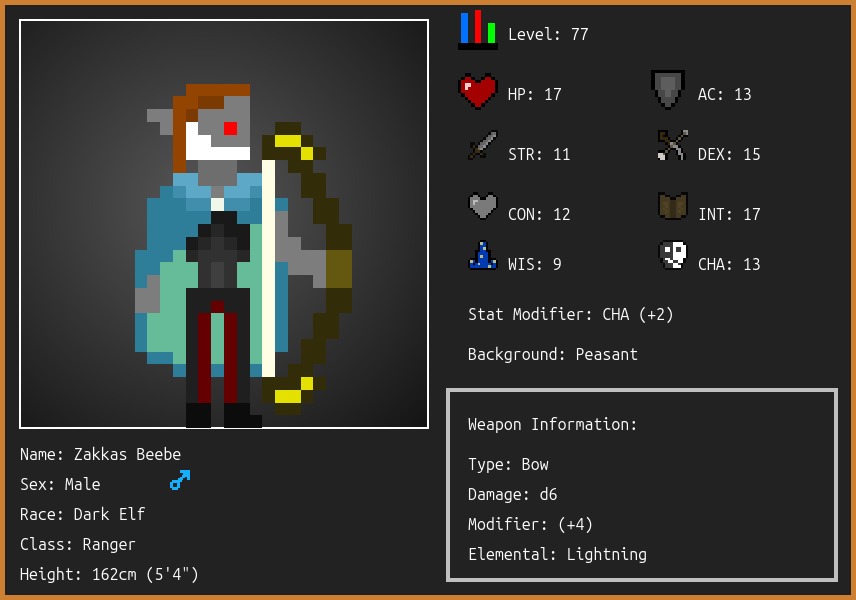 Level: 77
HP: 17
AC: 13
STR: 11
DEX: 15
CON: 12
INT: 17
WIS: 9
CHA: 13
Stat Modifier: CHA (+2)
Background: Peasant
Name: Zakkas Beebe
Sex: Male
Race: Dark Elf
Class: Ranger
Height: 162cm (5'4")
Weapon Information:
Type: Bow
Damage: d6
Modifier: (+4)
Elemental: Lightning